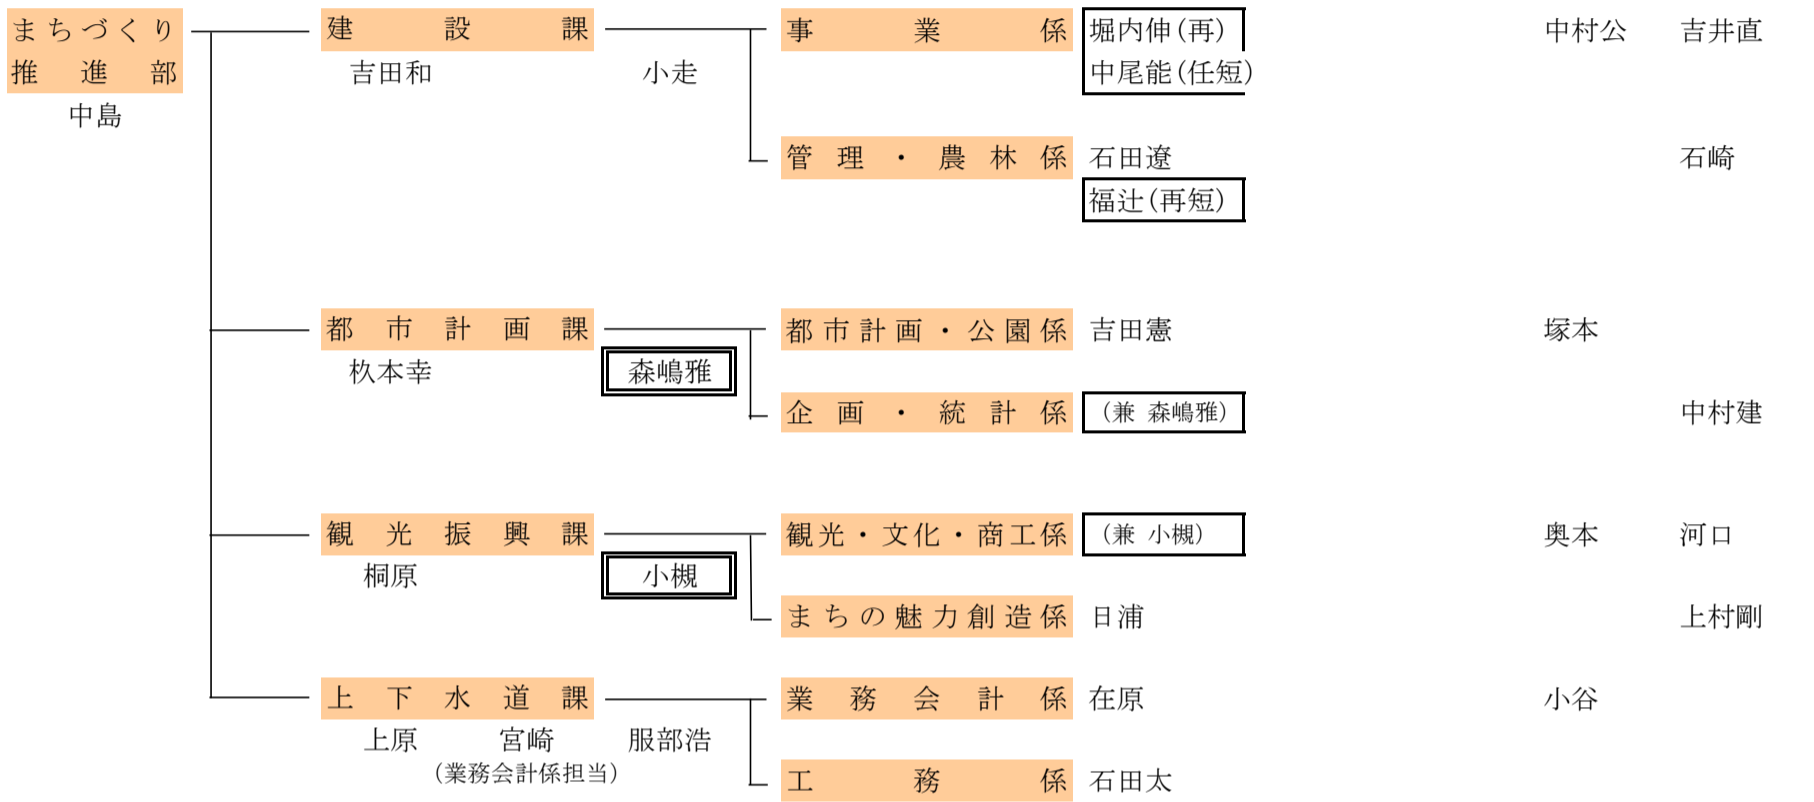 まちづくり 建設課 事業係 堀内伸(再) 中村公 吉井直
推進部 吉田和 小走 中尾能(任短)
中島
管理・農林係 石田遼 石崎
福辻(再短)
都市計画課 都市計画・公園係 吉田憲 塚本
杦本幸 森嶋雅
企画・統計係 (兼 森嶋雅) 中村建
観光振興課 観光・文化・商工係 (兼 小槻) 奥本 河口
桐原 小槻
まちの魅力創造係 日浦 上村剛
上下水道課 業務会計係 在原 小谷
上原 宮崎 服部浩
(業務会計係担当)
工務係 石田太